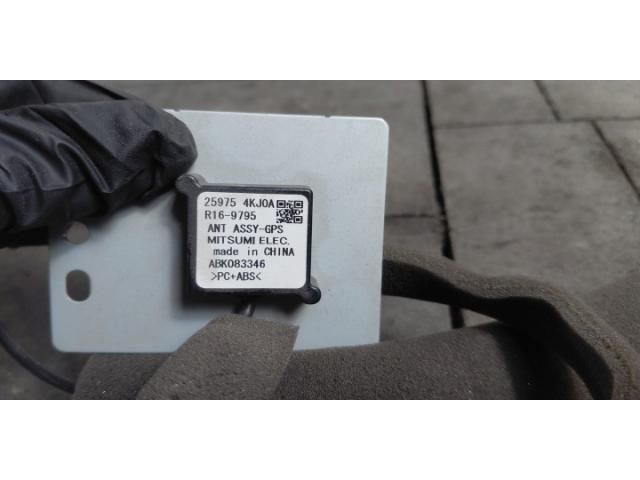 25975 4KJ0A
R16-9795
ANT ASSY-GPS
MITSUMI ELEC.
made in CHINA
ABK083346
>PC+ABS<